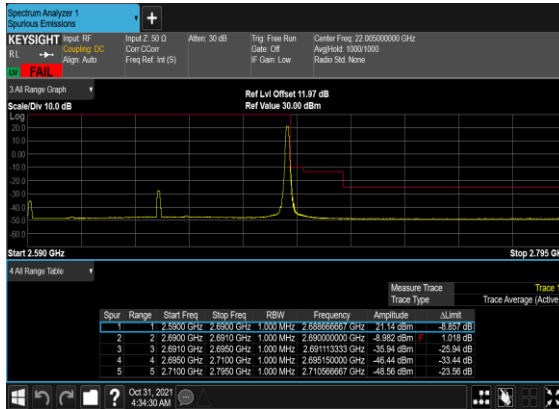 Spectrum Analyzer 1
Spurious Emissions
KEYSIGHT Input: RF Input Z: 50 Ω Atten: 30 dB Trig: Free Run Center Freq: 22.005000000 GHz
RL Coupling: DC Corr CCorr Gate: Off Avg|Hold: 1000/1000
Align: Auto Freq Ref: Int (S) IF Gain: Low Radio Std: None
FAIL
3 All Range Graph
Ref Lvl Offset 11.97 dB
Scale/Div 10.0 dB Ref Value 30.00 dBm
Log
20.0
10.0
0.00
-10.0
-20.0
-30.0
-40.0
-50.0
-60.0
Start 2.590 GHz Stop 2.795 GH
4 All Range Table
Measure Trace Trace 1
Trace Type Trace Average (Active
Spur Range Start Freq Stop Freq RBW Frequency Amplitude ΔLimit
1 1 2.5900 GHz 2.6900 GHz 1.000 MHz 2.688666667 GHz 21.14 dBm -8.857 dB
2 2 2.6900 GHz 2.6910 GHz 1.000 MHz 2.690000000 GHz -8.982 dBm F 1.018 dB
3 3 2.6910 GHz 2.6950 GHz 1.000 MHz 2.691113333 GHz -35.94 dBm -25.94 dB
4 4 2.6950 GHz 2.7100 GHz 1.000 MHz 2.695150000 GHz -46.44 dBm -33.44 dB
5 5 2.7100 GHz 2.7950 GHz 1.000 MHz 2.710566667 GHz -48.56 dBm -23.56 dB
Oct 31, 2021
4:34:30 AM